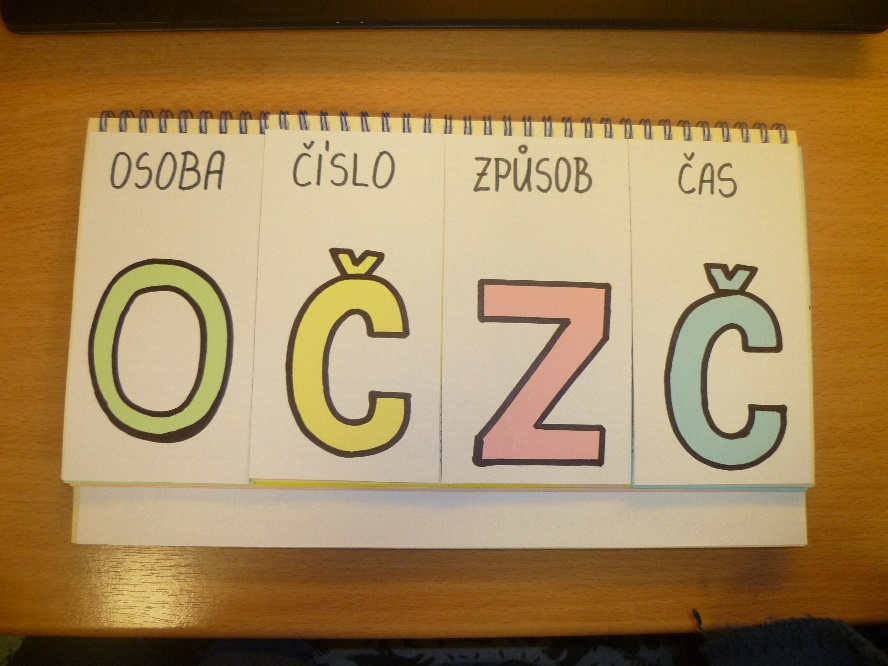 OSOBA ČÍSLO ZPŮSOB ČAS
O Č Z Č